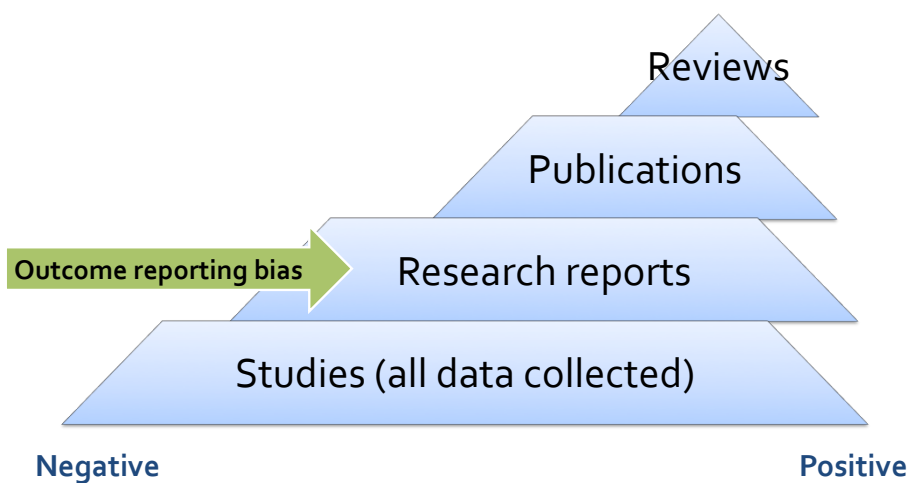 Reviews
Publications
Outcome reporting bias
Research reports
Studies (all data collected)
Negative
Positive